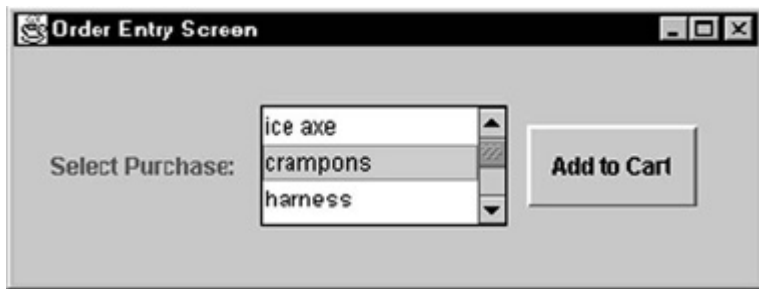 Order Entry Screen
Select Purchase:
ice axe
crampons
harness
Add to Cart